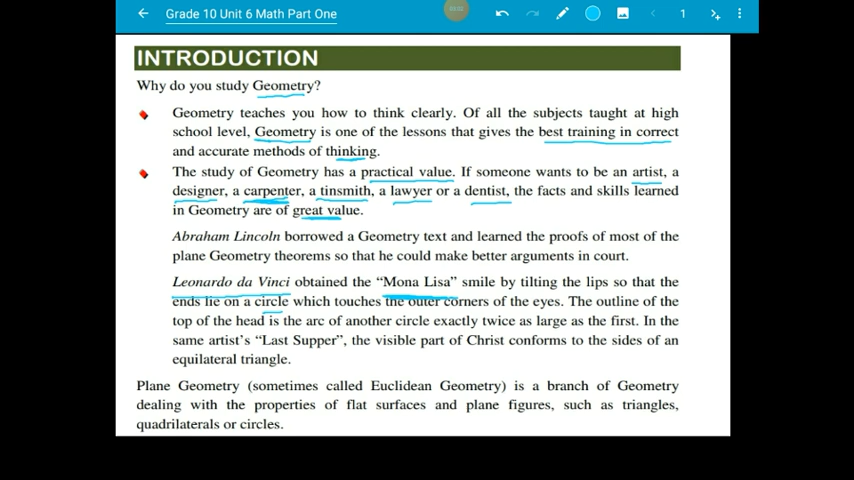 Grade 10 Unit 6 Math Part One
1
INTRODUCTION
Why do you study Geometry?
Geometry teaches you how to think clearly. Of all the subjects taught at high
school level, Geometry is one of the lessons that gives the best training in correct
and accurate methods of thinking.
The study of Geometry has a practical value. If someone wants to be an artist, a
designer, a carpenter, a tinsmith, a lawyer or a dentist, the facts and skills learned
in Geometry are of great value.
Abraham Lincoln borrowed a Geometry text and learned the proofs of most of the
plane Geometry theorems so that he could make better arguments in court.
Leonardo da Vinci obtained the “Mona Lisa” smile by tilting the lips so that the
ends lie on a circle which touches the outer corners of the eyes. The outline of the
top of the head is the arc of another circle exactly twice as large as the first. In the
same artist’s “Last Supper”, the visible part of Christ conforms to the sides of an
equilateral triangle.
Plane Geometry (sometimes called Euclidean Geometry) is a branch of Geometry
dealing with the properties of flat surfaces and plane figures, such as triangles,
quadrilaterals or circles.